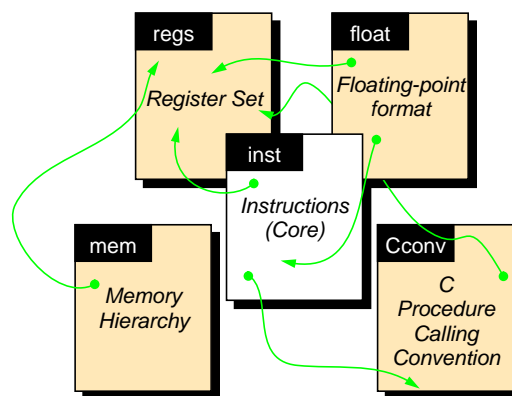 regs
Register Set
float
Floating-point
format
inst
Instructions
(Core)
mem
Memory
Hierarchy
Cconv
C
Procedure
Calling
Convention